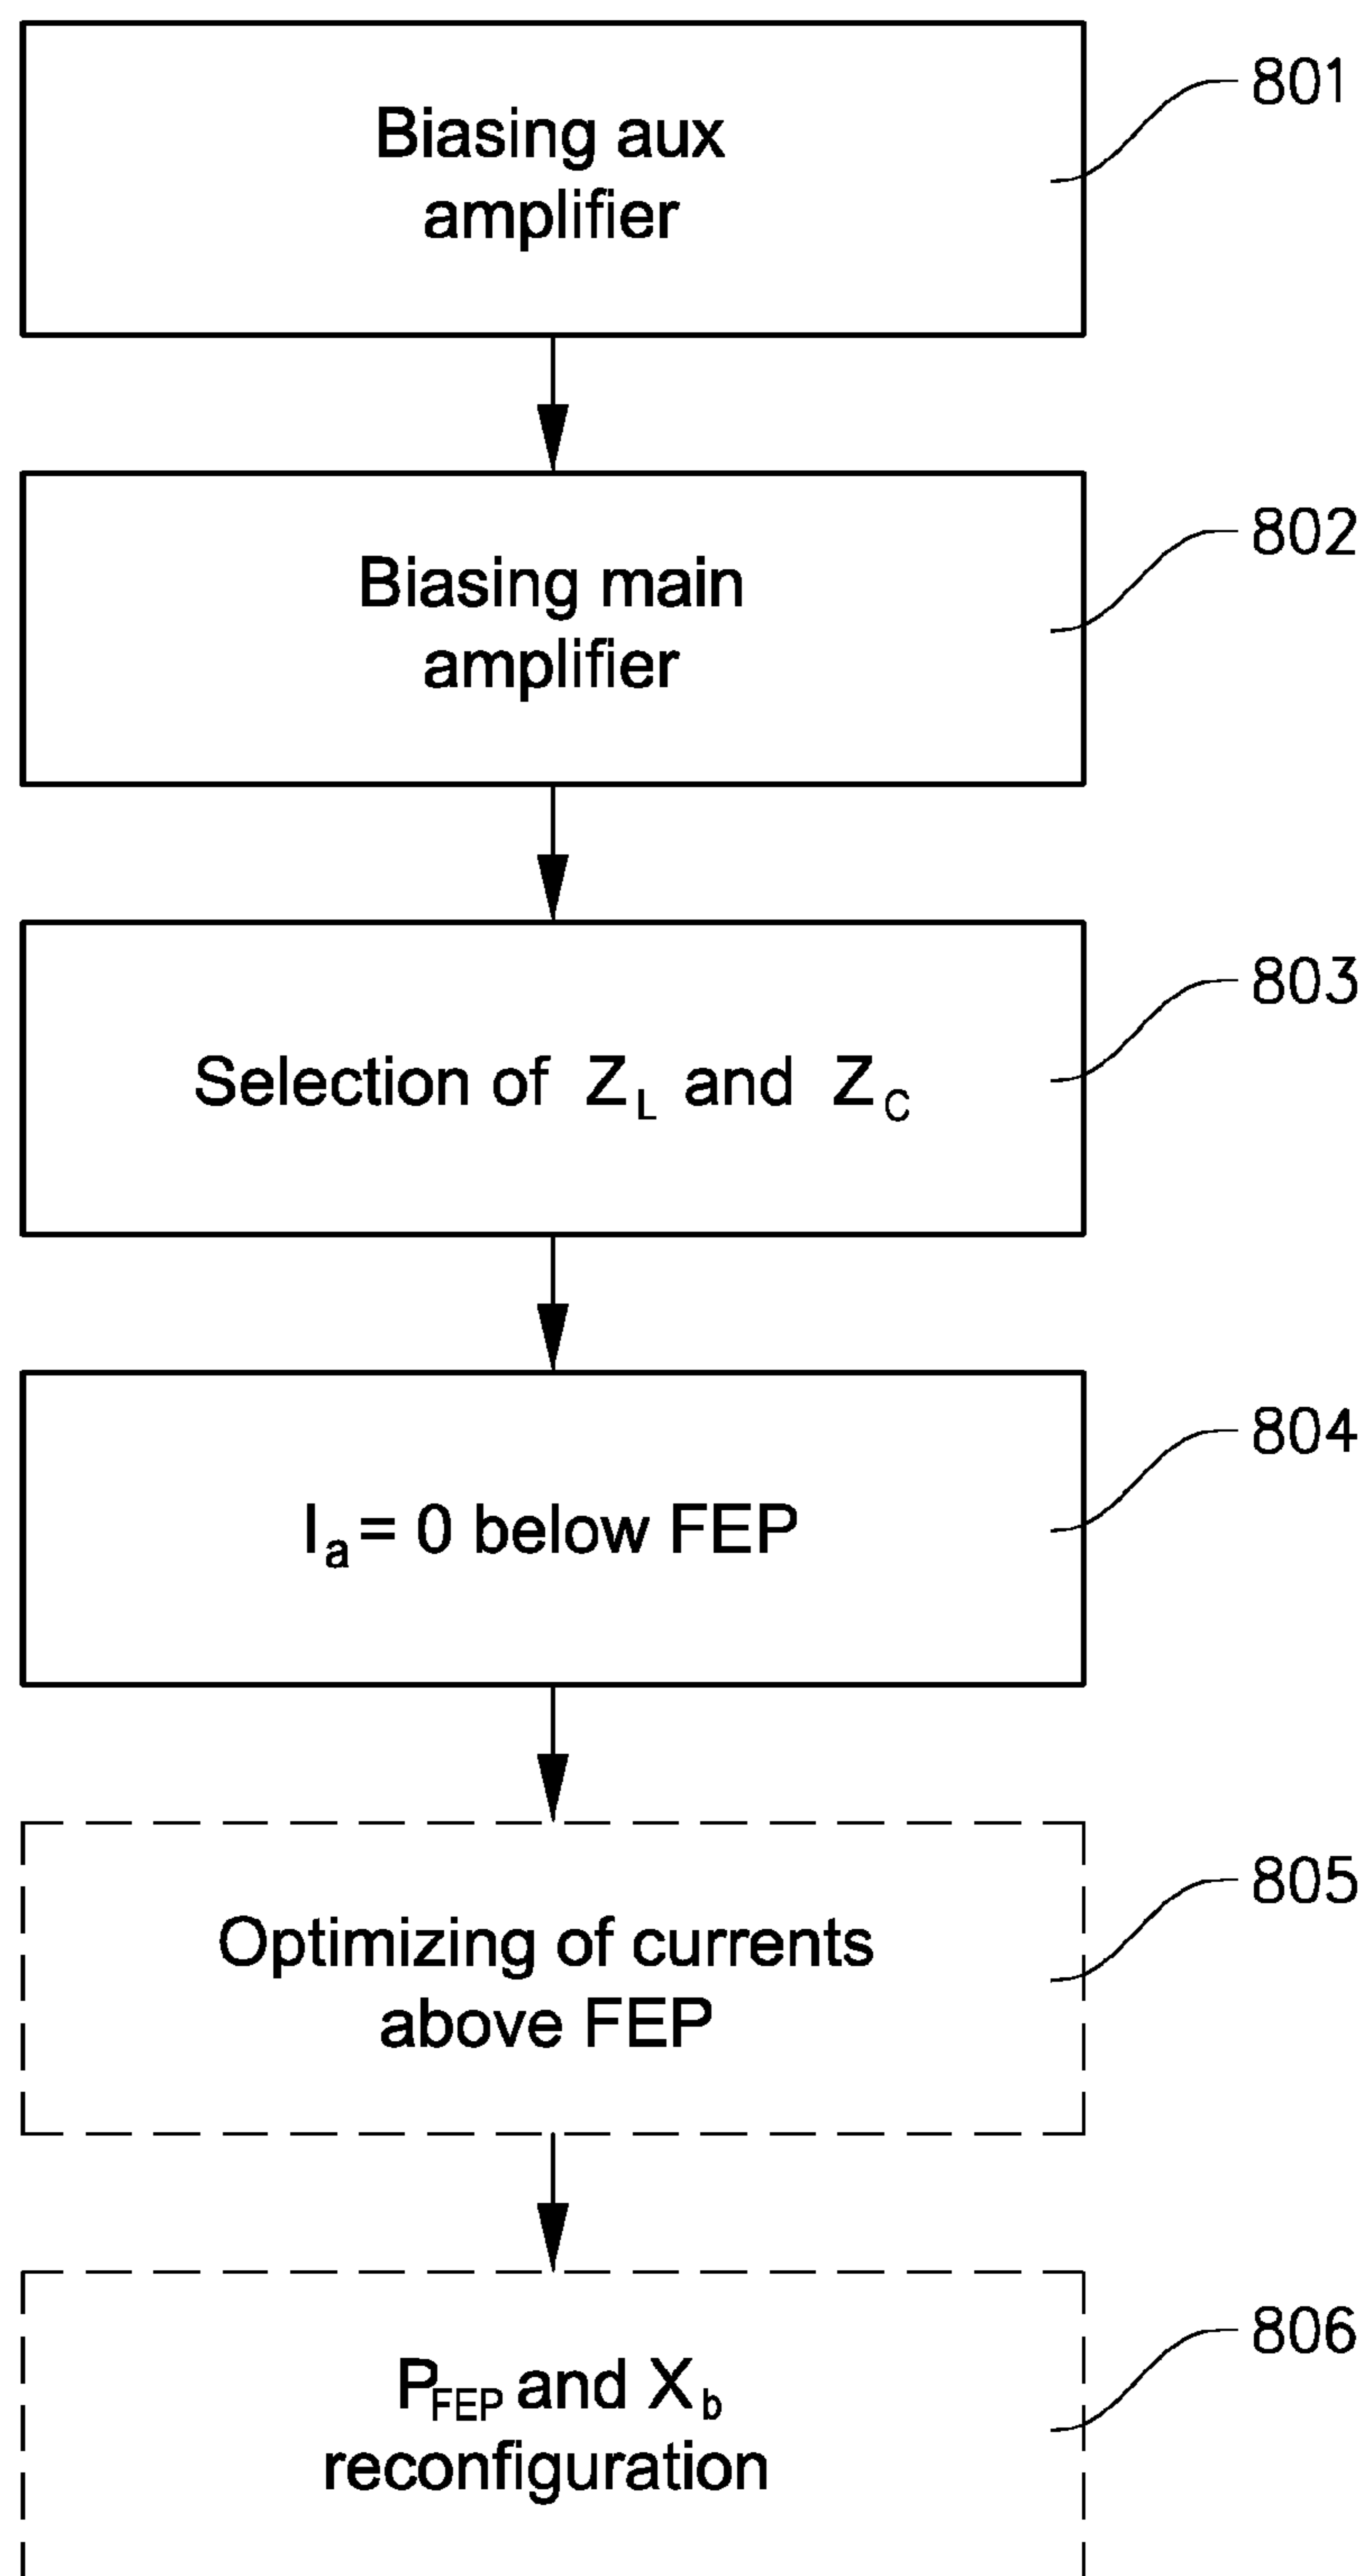 Biasing aux
amplifier
801
Biasing main
amplifier
802
Selection of Z_L and Z_C
803
I_a = 0 below FEP
804
Optimizing of currents
above FEP
805
P_FEP and X_b
reconfiguration
806